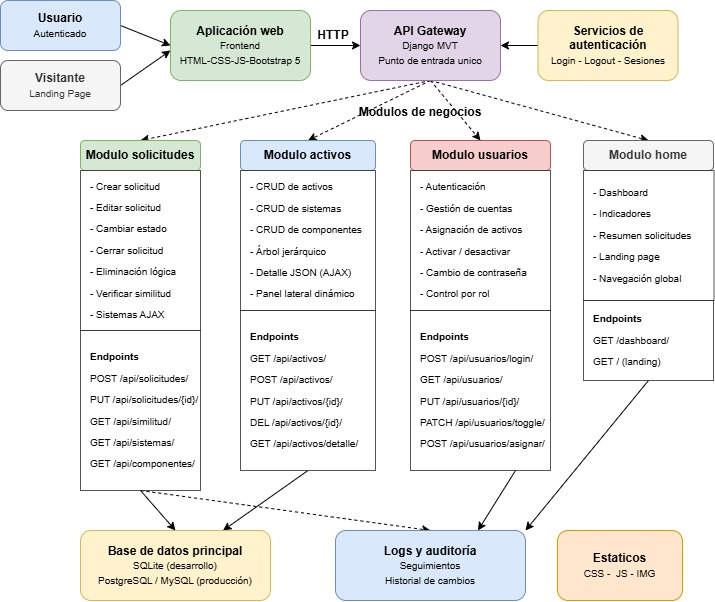 Usuario
Autenticado
Visitante
Landing Page
Aplicación web
Frontend
HTML-CSS-JS-Bootstrap 5
HTTP
API Gateway
Django MVT
Punto de entrada unico
Servicios de
autenticación
Login - Logout - Sesiones
Modulos de negocios
Modulo solicitudes
- Crear solicitud
- Editar solicitud
- Cambiar estado
- Cerrar solicitud
- Eliminación lógica
- Verificar similitud
- Sistemas AJAX
Endpoints
POST /api/solicitudes/
PUT /api/solicitudes/{id}/
GET /api/similitud/
GET /api/sistemas/
GET /api/componentes/
Modulo activos
- CRUD de activos
- CRUD de sistemas
- CRUD de componentes
- Árbol jerárquico
- Detalle JSON (AJAX)
- Panel lateral dinámico
Endpoints
GET /api/activos/
POST /api/activos/
PUT /api/activos/{id}/
DEL /api/activos/{id}/
GET /api/activos/detalle/
Modulo usuarios
- Autenticación
- Gestión de cuentas
- Asignación de activos
- Activar / desactivar
- Cambio de contraseña
- Control por rol
Endpoints
POST /api/usuarios/login/
GET /api/usuarios/
PUT /api/usuarios/{id}/
PATCH /api/usuarios/toggle/
POST /api/usuarios/asignar/
Modulo home
- Dashboard
- Indicadores
- Resumen solicitudes
- Landing page
- Navegación global
Endpoints
GET /dashboard/
GET / (landing)
Base de datos principal
SQLite (desarrollo)
PostgreSQL / MySQL (producción)
Logs y auditoría
Seguimientos
Historial de cambios
Estaticos
CSS - JS - IMG